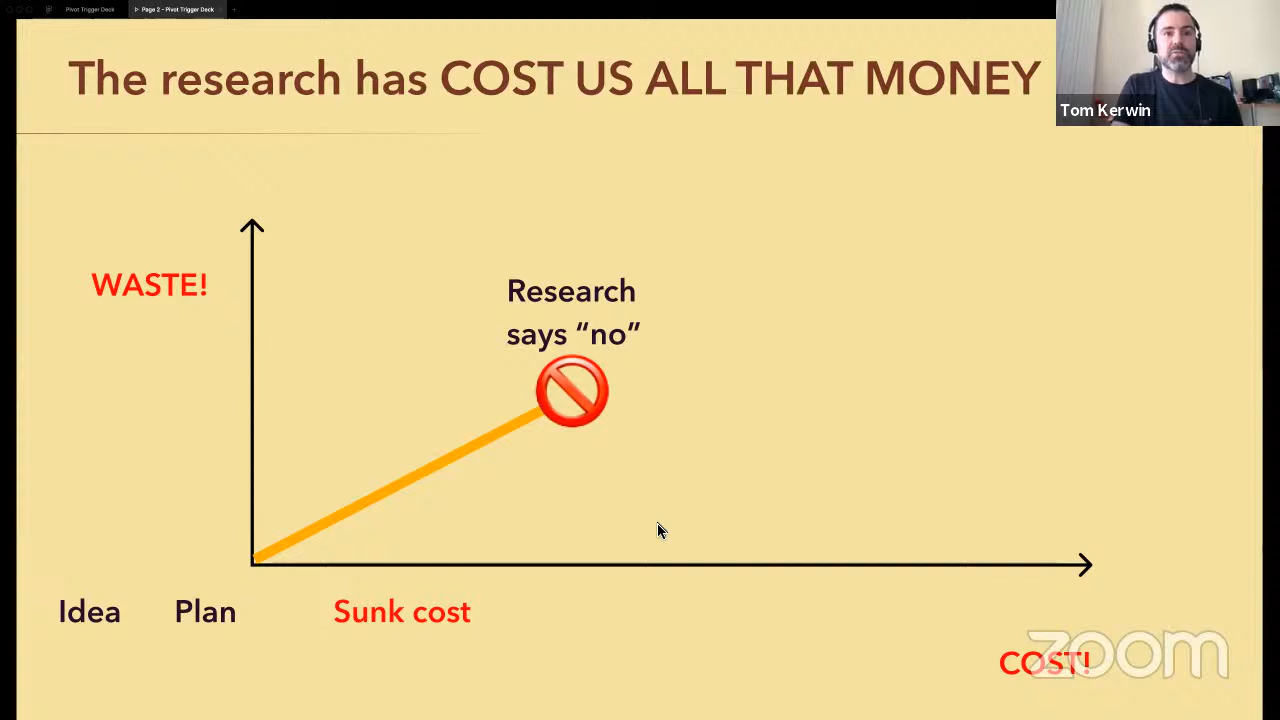 Pivot Trigger Deck
Page 2 - Pivot Trigger Deck
The research has COST US ALL THAT MONEY
Tom Kerwin
WASTE!
Research
says “no”
Idea Plan Sunk cost
COST!
zoom